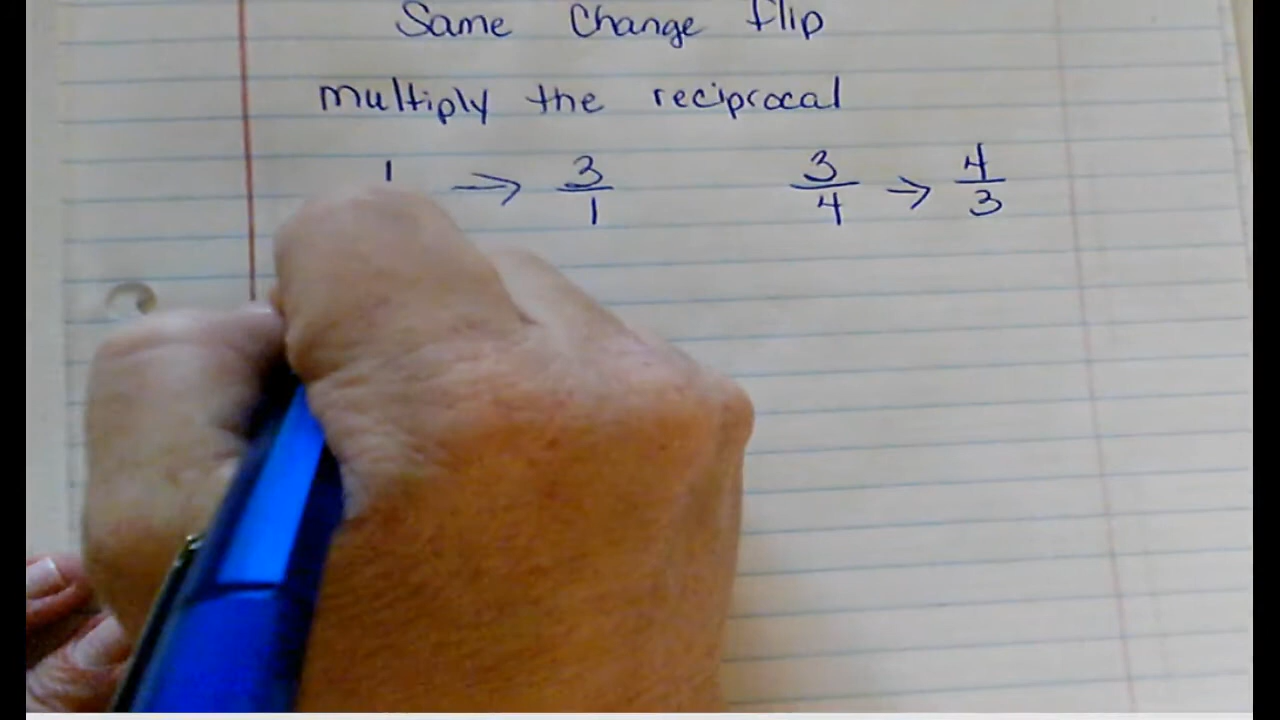 Same Change flip
multiply the reciprocal
1 → 3/1 3/4 → 4/3